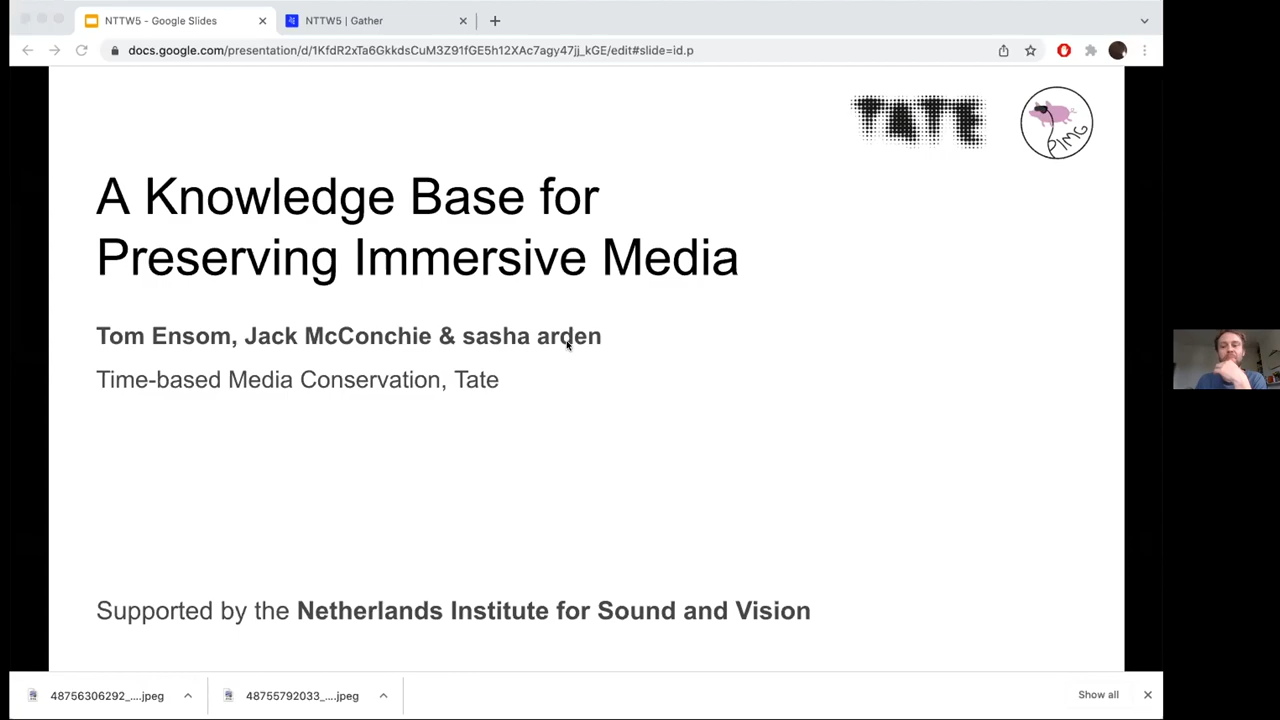 NTTW5 - Google Slides
NTTW5 | Gather
docs.google.com/presentation/d/1KfdR2xTa6GkkdsCuM3Z91fGE5h12XAc7agy47jj_kGE/edit#slide=id.p
TATE
PIMG
A Knowledge Base for
Preserving Immersive Media
Tom Ensom, Jack McConchie & sasha arden
Time-based Media Conservation, Tate
Supported by the Netherlands Institute for Sound and Vision
48756306292_....jpeg
48755792033_....jpeg
Show all